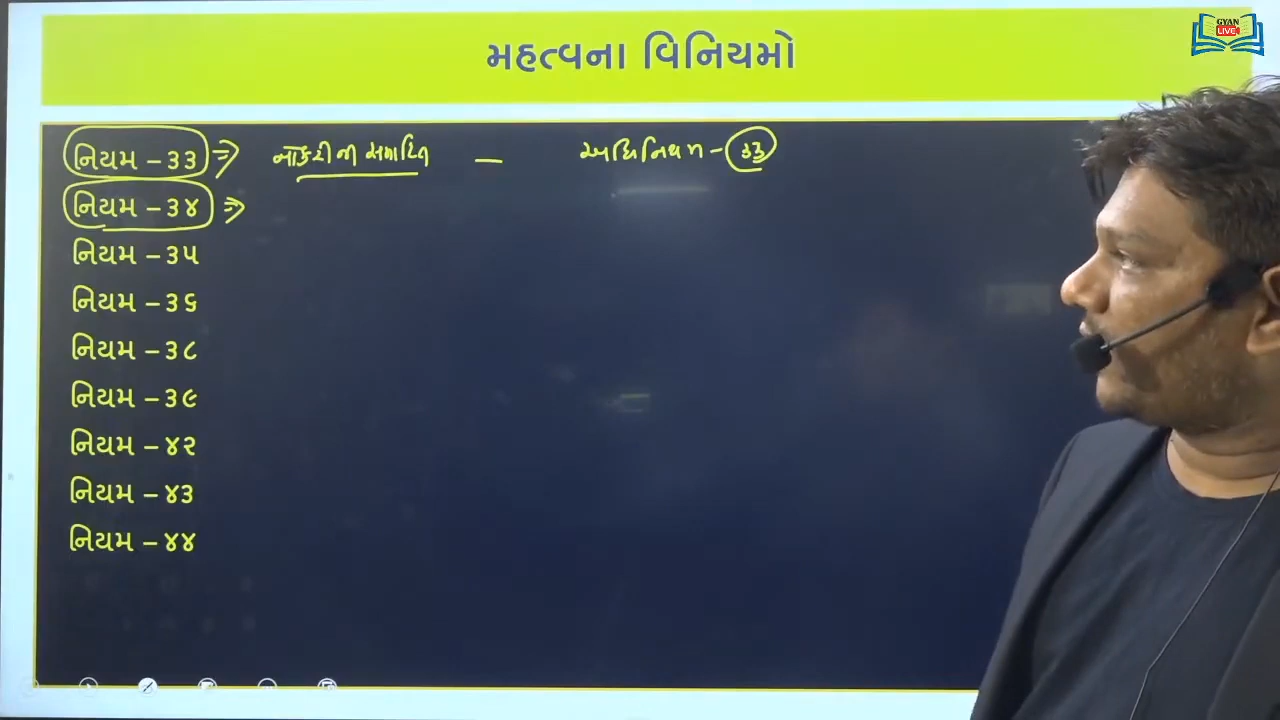 GYAN
LIVE
મહત્વના વિનિયમો
નિયમ – ૩૩ ⇒ નોકરીની સમાપ્તિ — અધિનિયમ – ૩૩
નિયમ – ૩૪ ⇒
નિયમ – ૩૫
નિયમ – ૩૬
નિયમ – ૩૮
નિયમ – ૩૯
નિયમ – ૪૨
નિયમ – ૪૩
નિયમ – ૪૪